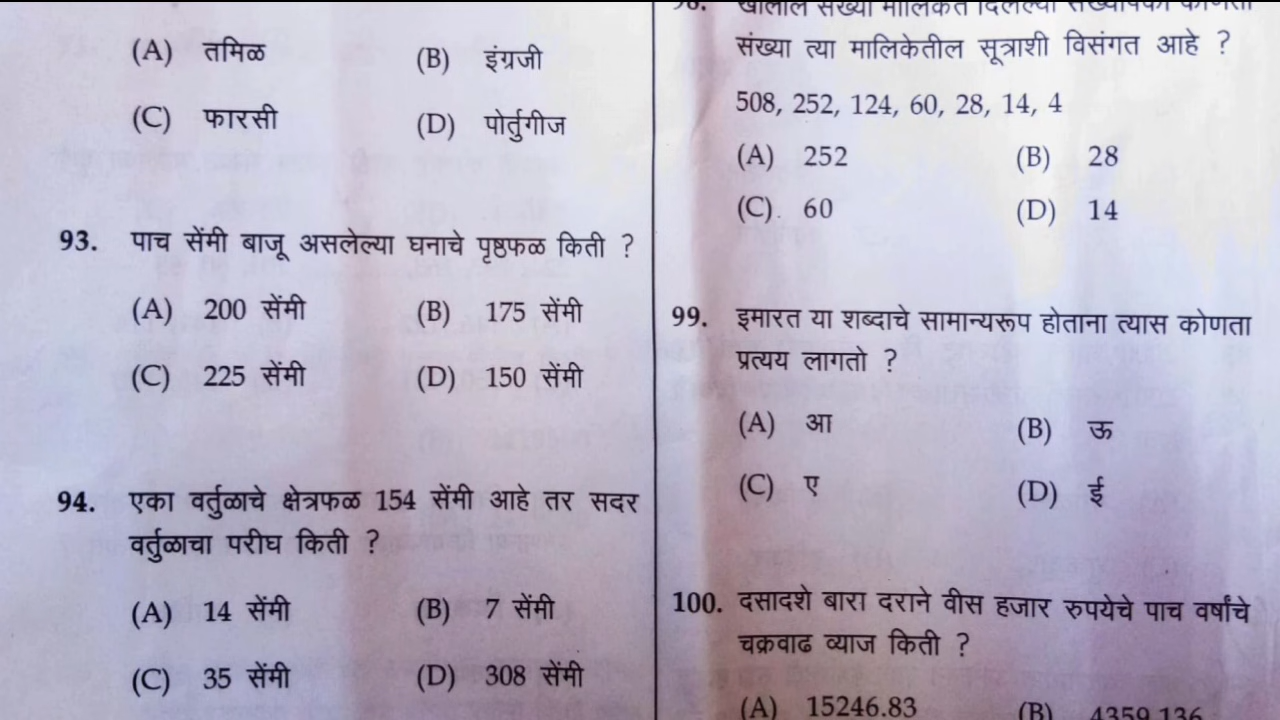 (A) तमिळ (B) इंग्रजी
(C) फारसी (D) पोर्तुगीज
93. पाच सेंमी बाजू असलेल्या घनाचे पृष्ठफळ किती ?
(A) 200 सेंमी (B) 175 सेंमी
(C) 225 सेंमी (D) 150 सेंमी
94. एका वर्तुळाचे क्षेत्रफळ 154 सेंमी आहे तर सदर
वर्तुळाचा परीघ किती ?
(A) 14 सेंमी (B) 7 सेंमी
(C) 35 सेंमी (D) 308 सेंमी
संख्या मालिकेत दिलेल्या
संख्या त्या मालिकेतील सूत्राशी विसंगत आहे ?
508, 252, 124, 60, 28, 14, 4
(A) 252 (B) 28
(C) 60 (D) 14
99. इमारत या शब्दाचे सामान्यरूप होताना त्यास कोणता
प्रत्यय लागतो ?
(A) आ (B) ऊ
(C) ए (D) ई
100. दसादशे बारा दराने वीस हजार रुपयेचे पाच वर्षांचे
चक्रवाढ व्याज किती ?
(A) 15246.83 (B) 4359.136